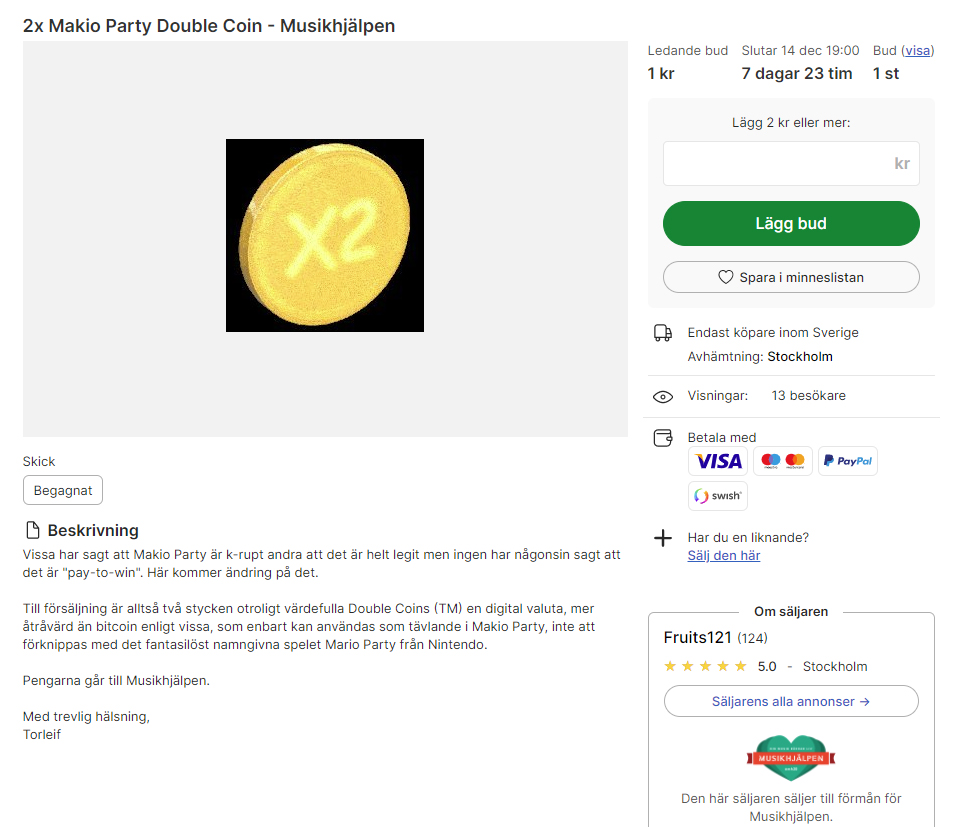 2x Makio Party Double Coin - Musikhjälpen
X2
Skick
Begagnat
Beskrivning
Vissa har sagt att Makio Party är k-rupt andra att det är helt legit men ingen har någonsin sagt att
det är "pay-to-win". Här kommer ändring på det.
Till försäljning är alltså två stycken otroligt värdefulla Double Coins (TM) en digital valuta, mer
åtråvärd än bitcoin enligt vissa, som enbart kan användas som tävlande i Makio Party, inte att
förknippas med det fantasilöst namngivna spelet Mario Party från Nintendo.
Pengarna går till Musikhjälpen.
Med trevlig hälsning,
Torleif
Ledande bud Slutar 14 dec 19:00 Bud (visa)
1 kr 7 dagar 23 tim 1 st
Lägg 2 kr eller mer:
kr
Lägg bud
Spara i minneslistan
Endast köpare inom Sverige
Avhämtning: Stockholm
Visningar: 13 besökare
Betala med
VISA PayPal
swish
Har du en liknande?
Sälj den här
Om säljaren
Fruits121 (124)
5.0 - Stockholm
Säljarens alla annonser →
MUSIKHJÄLPEN
Den här säljaren säljer till förmån för
Musikhjälpen.